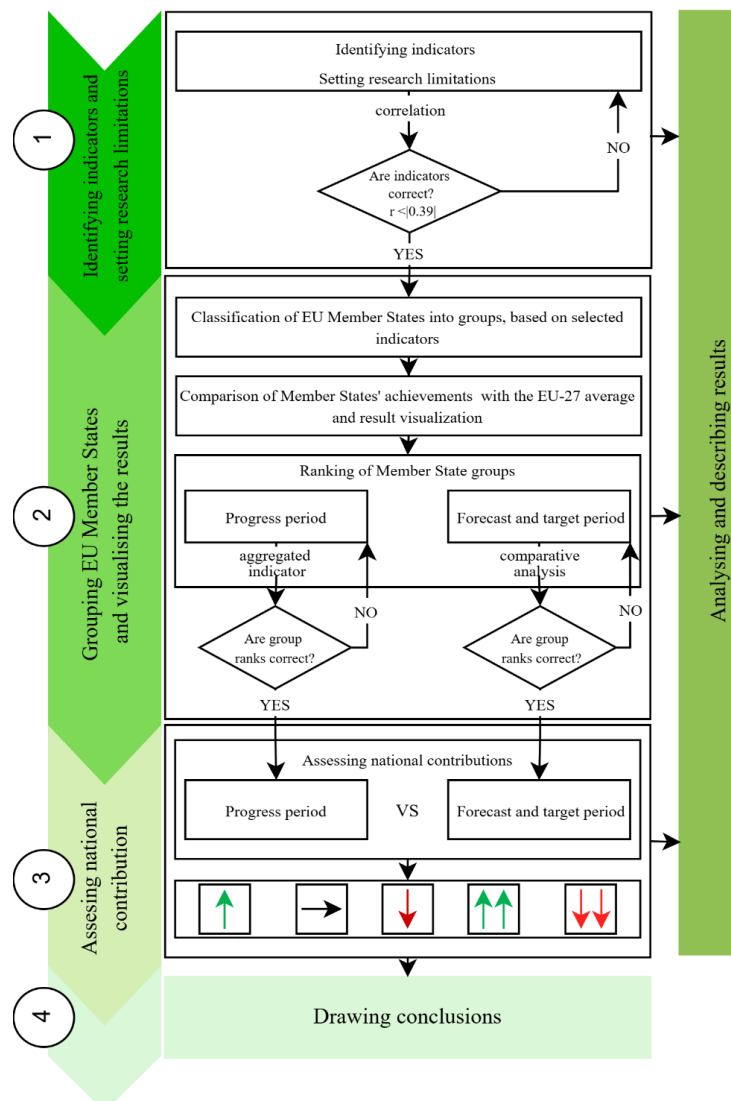 1
Identifying indicators and
setting research limitations
Identifying indicators
Setting research limitations
correlation
NO
Are indicators
correct?
r <|0.39|
YES
2
Grouping EU Member States
and visualising the results
Classification of EU Member States into groups, based on selected
indicators
Comparison of Member States' achievements with the EU-27 average
and result visualization
Ranking of Member State groups
Progress period
Forecast and target period
aggregated
indicator
comparative
analysis
NO
NO
Are group
ranks correct?
Are group
ranks correct?
YES
YES
3
Assesing national
contribution
Assessing national contributions
Progress period
VS
Forecast and target period
4
Drawing conclusions
Analysing and describing results